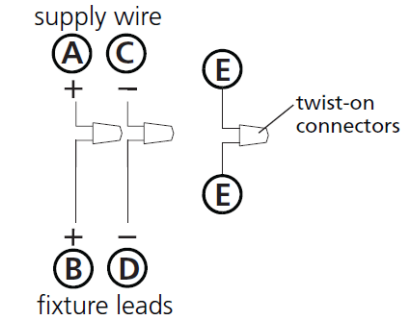 supply wire
A C
+ −
E
twist-on
connectors
E
+ −
B D
fixture leads